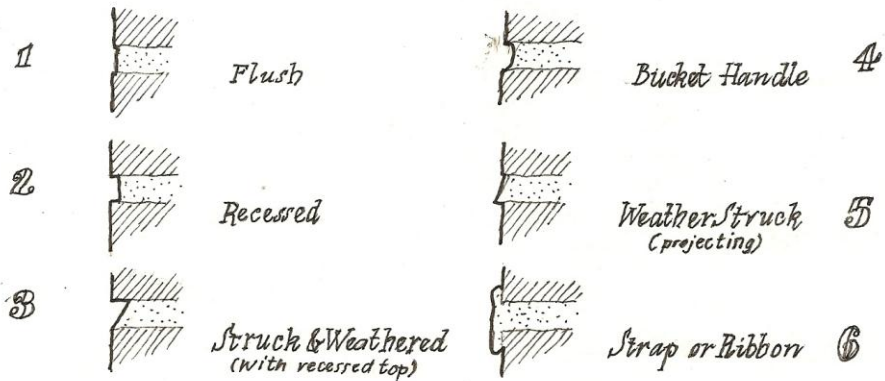 1
Flush
4
Bucket Handle
2
Recessed
5
Weather Struck
(projecting)
3
Struck & Weathered
(with recessed top)
6
Strap or Ribbon